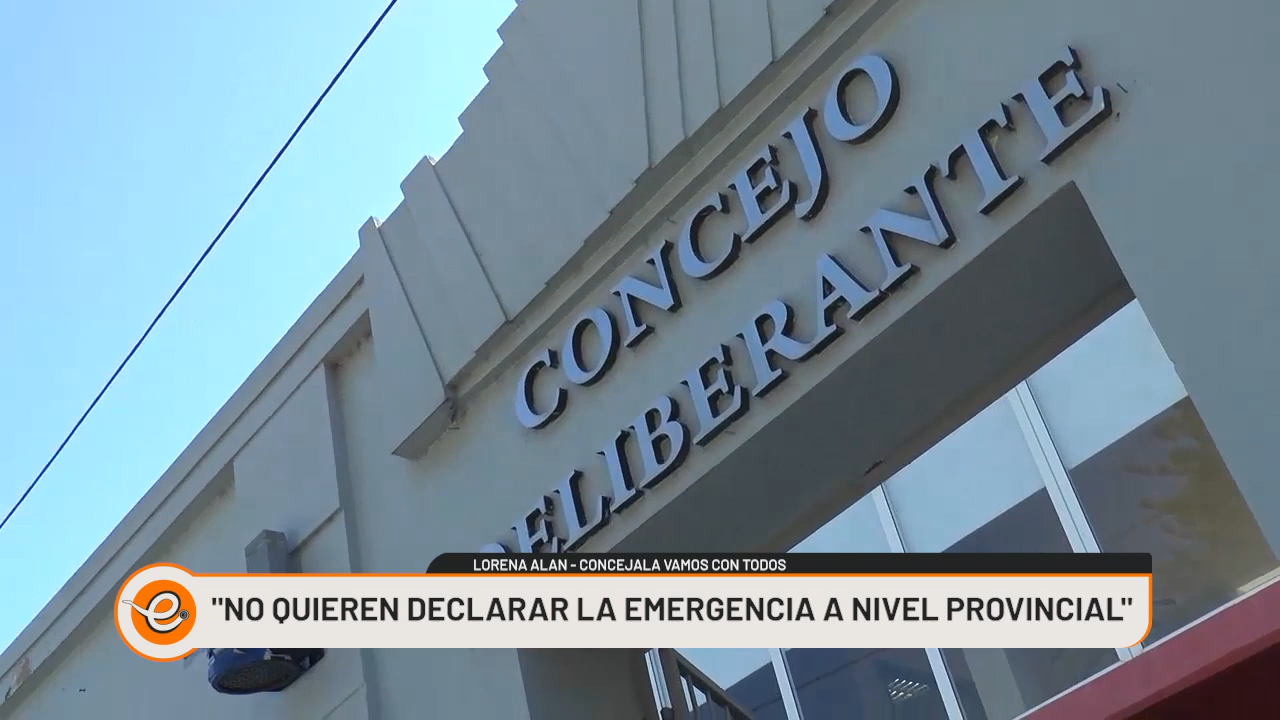 CONCEJO
DELIBERANTE
LORENA ALAN - CONCEJALA VAMOS CON TODOS
"NO QUIEREN DECLARAR LA EMERGENCIA A NIVEL PROVINCIAL"